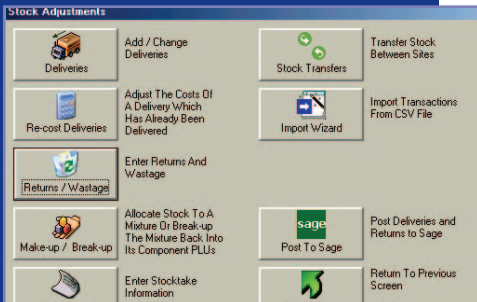 Stock Adjustments
Deliveries
Add / Change
Deliveries
Stock Transfers
Transfer Stock
Between Sites
Re-cost Deliveries
Adjust The Costs Of
A Delivery Which
Has Already Been
Delivered
Import Wizard
Import Transactions
From CSV File
Returns / Wastage
Enter Returns And
Wastage
Make-up / Break-up
Allocate Stock To A
Mixture Or Break-up
The Mixture Back Into
Its Component PLUs
sage
Post To Sage
Post Deliveries and
Returns to Sage
Enter Stocktake
Information
Return To Previous
Screen